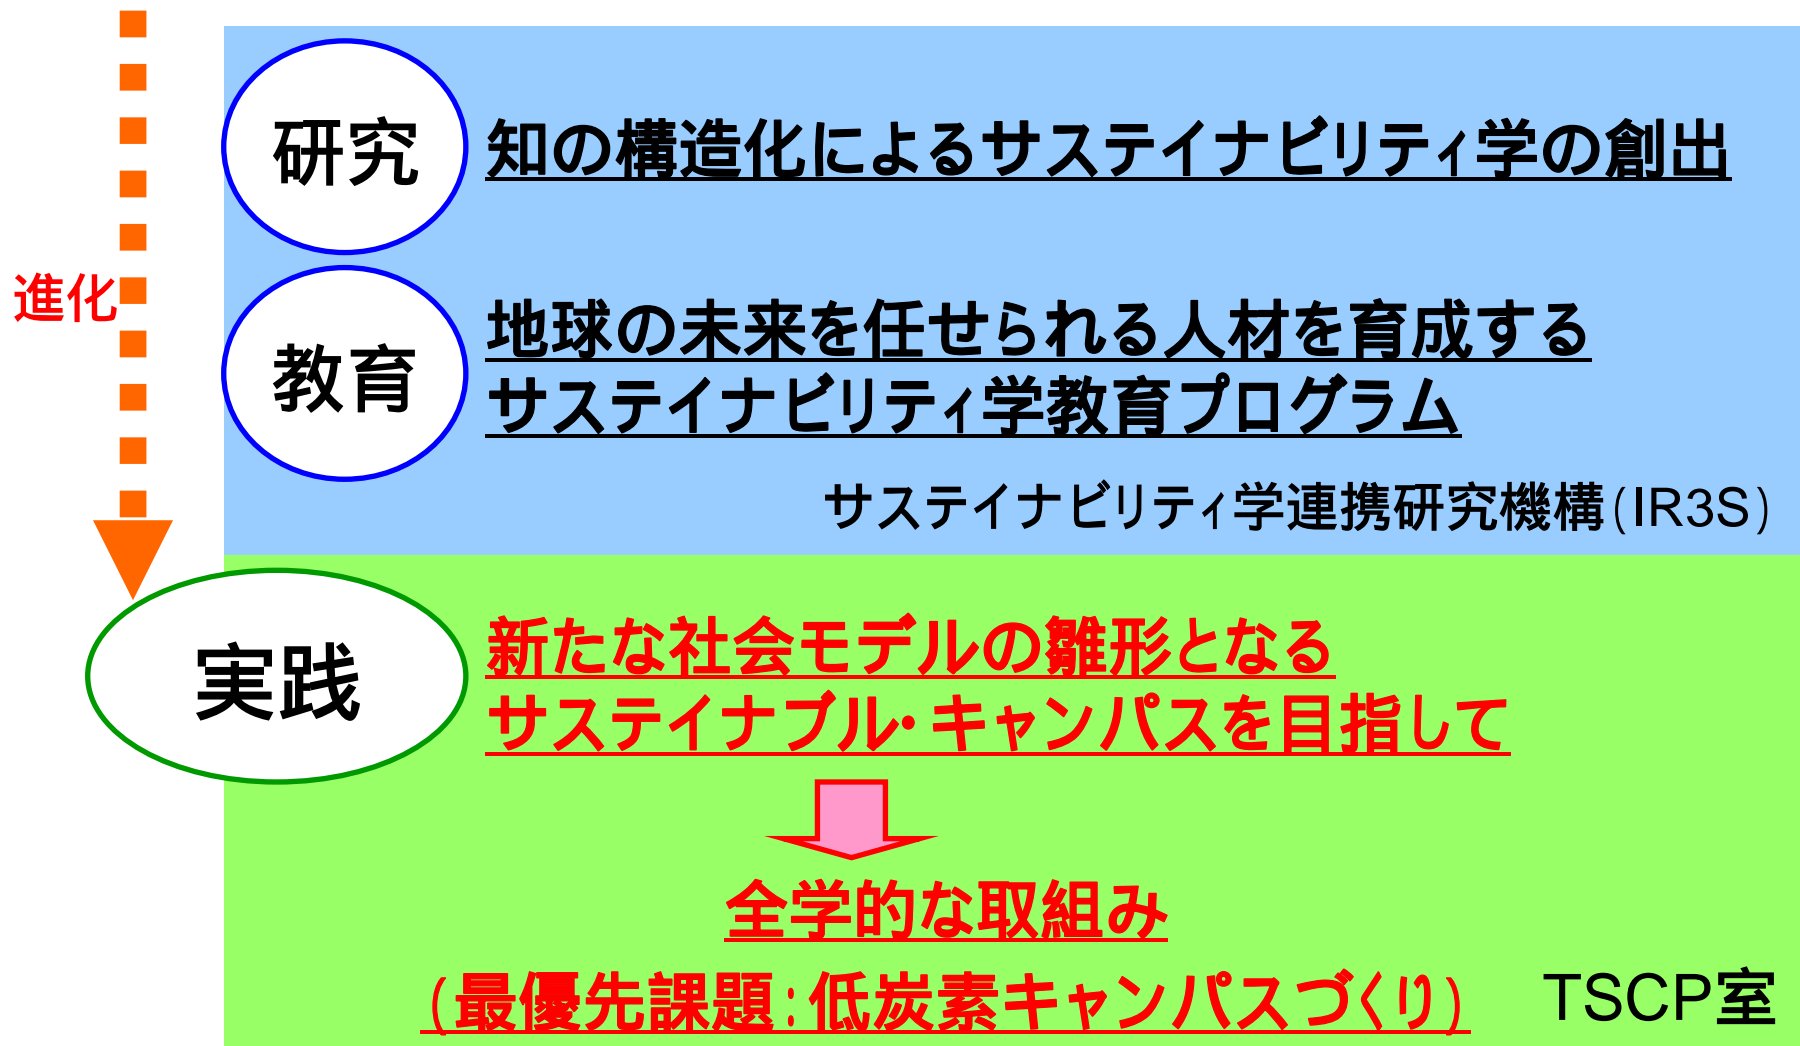 研究
知の構造化によるサステイナビリティ学の創出
進化
教育
地球の未来を任せられる人材を育成する
サステイナビリティ学教育プログラム
サステイナビリティ学連携研究機構(IR3S)
実践
新たな社会モデルの雛形となる
サステイナブル・キャンパスを目指して
全学的な取組み
(最優先課題:低炭素キャンパスづくり)
TSCP室